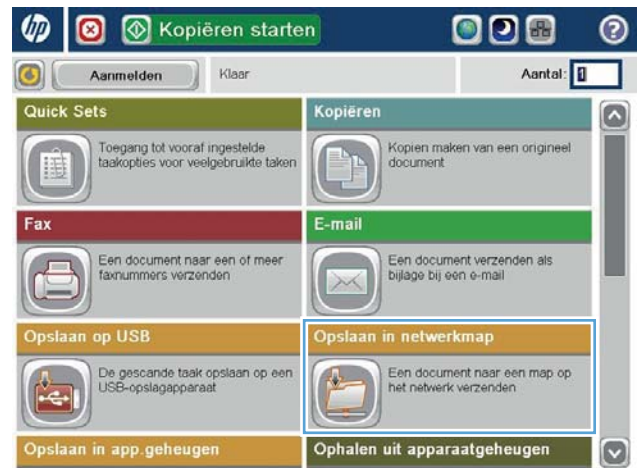 hp
Kopiëren starten
?
Aanmelden
Klaar
Aantal: 1
Quick Sets
Toegang tot vooraf ingestelde
taakopties voor veelgebruikte taken
Kopiëren
Kopien maken van een origineel
document
Fax
Een document naar een of meer
faxnummers verzenden
E-mail
Een document verzenden als
bijlage bij een e-mail
Opslaan op USB
De gescande taak opslaan op een
USB-opslagapparaat
Opslaan in netwerkmap
Een document naar een map op
het netwerk verzenden
Opslaan in app.geheugen
Ophalen uit apparaatgeheugen